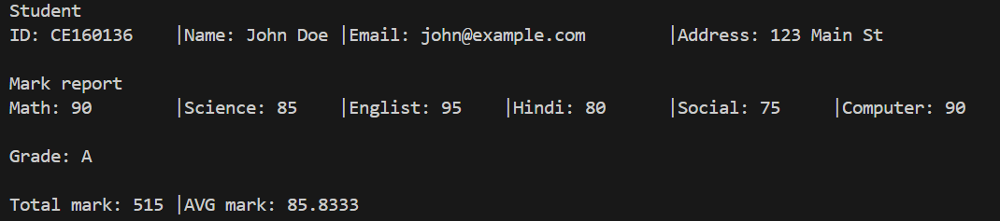 Student
ID: CE160136 |Name: John Doe |Email: john@example.com |Address: 123 Main St
Mark report
Math: 90 |Science: 85 |Englist: 95 |Hindi: 80 |Social: 75 |Computer: 90
Grade: A
Total mark: 515 |AVG mark: 85.8333